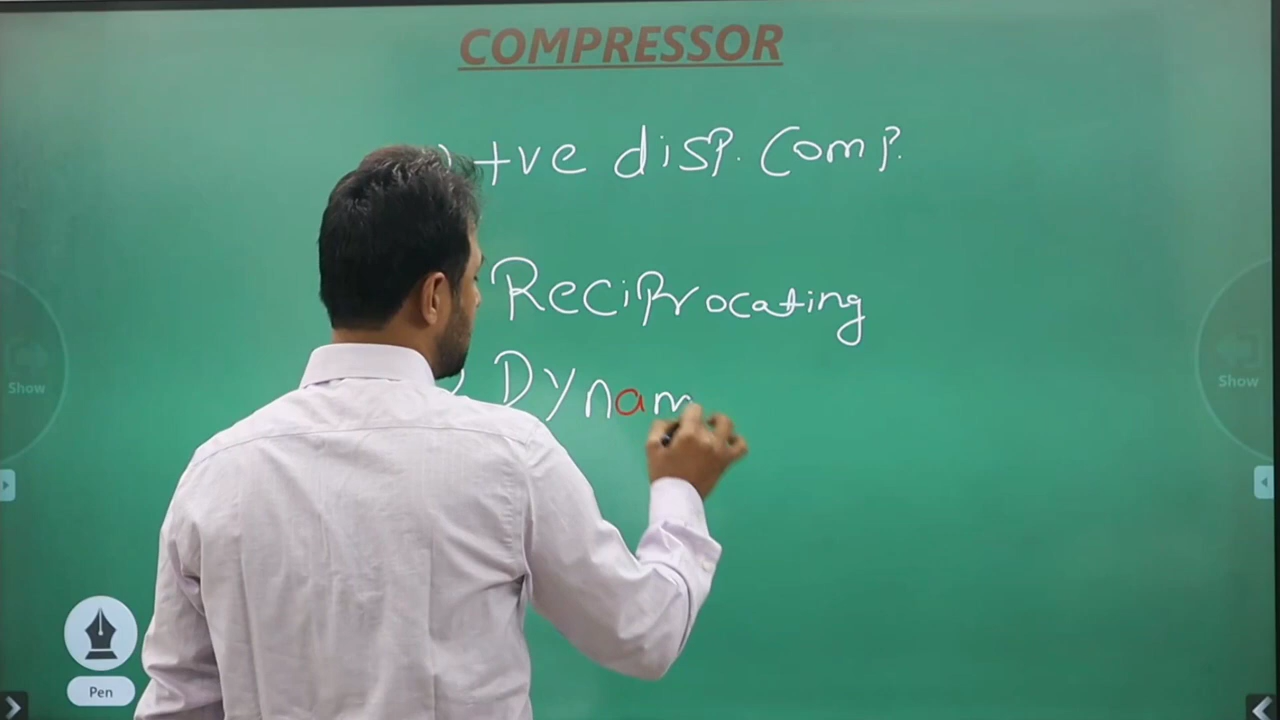 COMPRESSOR
) +ve disp. Comp.
Reciprocating
) Dynam
Show
Show
Pen